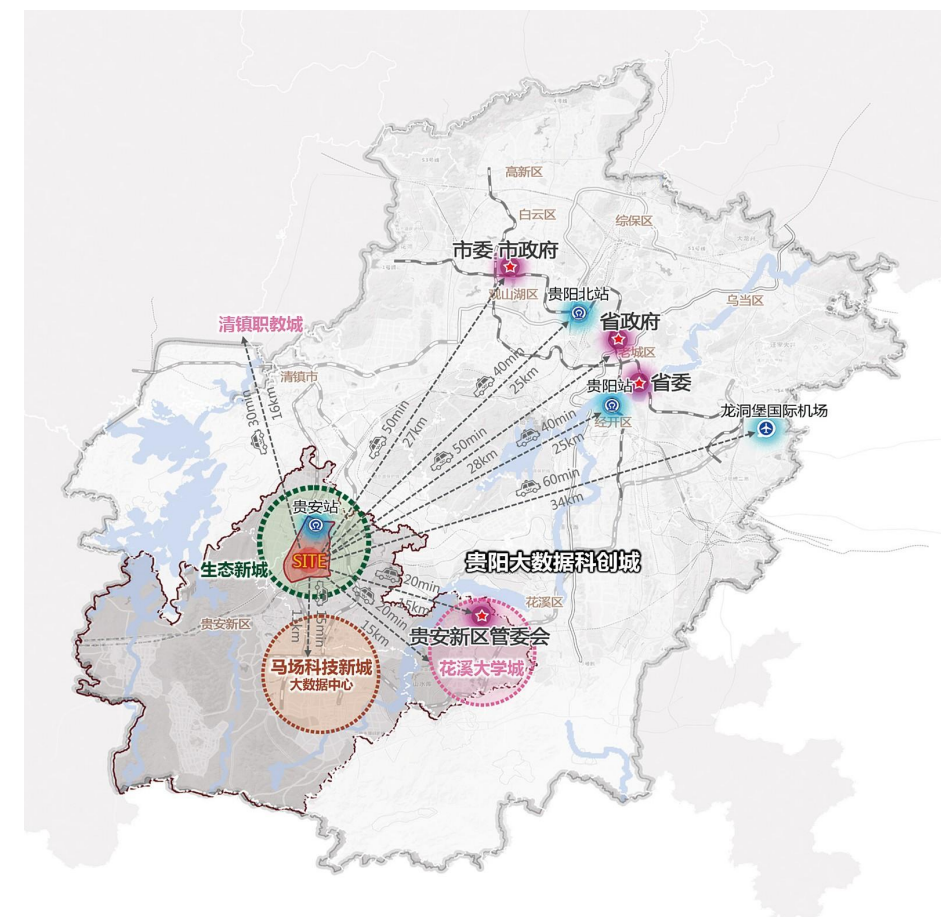 高新区
白云区
综保区
市委 市政府
观山湖区
贵阳北站
乌当区
省政府
老城区
清镇职教城
清镇市
贵阳站
省委
经开区
龙洞堡国际机场
30min
16km
50min
27km
40min
25km
50min
28km
40min
25km
60min
34km
贵安站
SITE
生态新城
贵阳大数据科创城
20min
15km
20min
15km
花溪区
贵安新区
贵安新区管委会
马场科技新城
大数据中心
花溪大学城